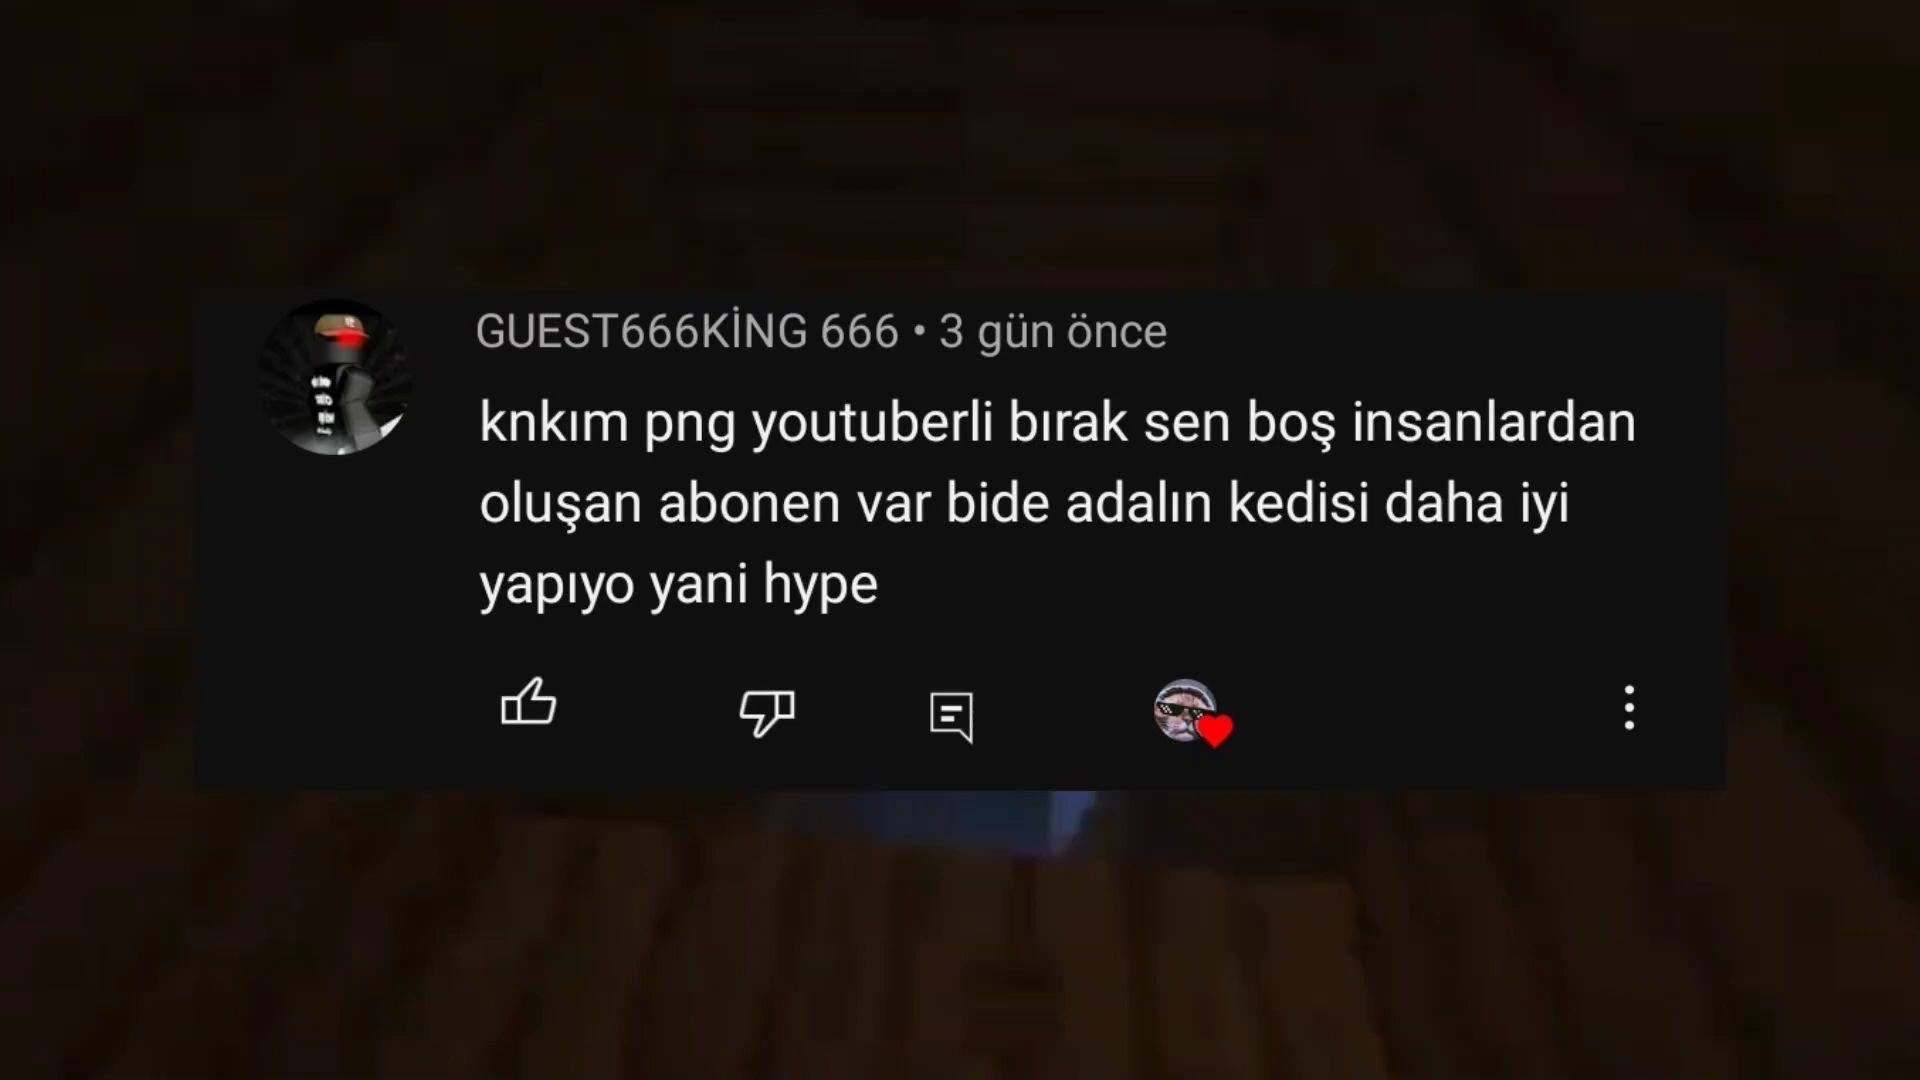 GUEST666KİNG 666 • 3 gün önce
knkım png youtuberli bırak sen boş insanlardan
oluşan abonen var bide adalın kedisi daha iyi
yapıyo yani hype